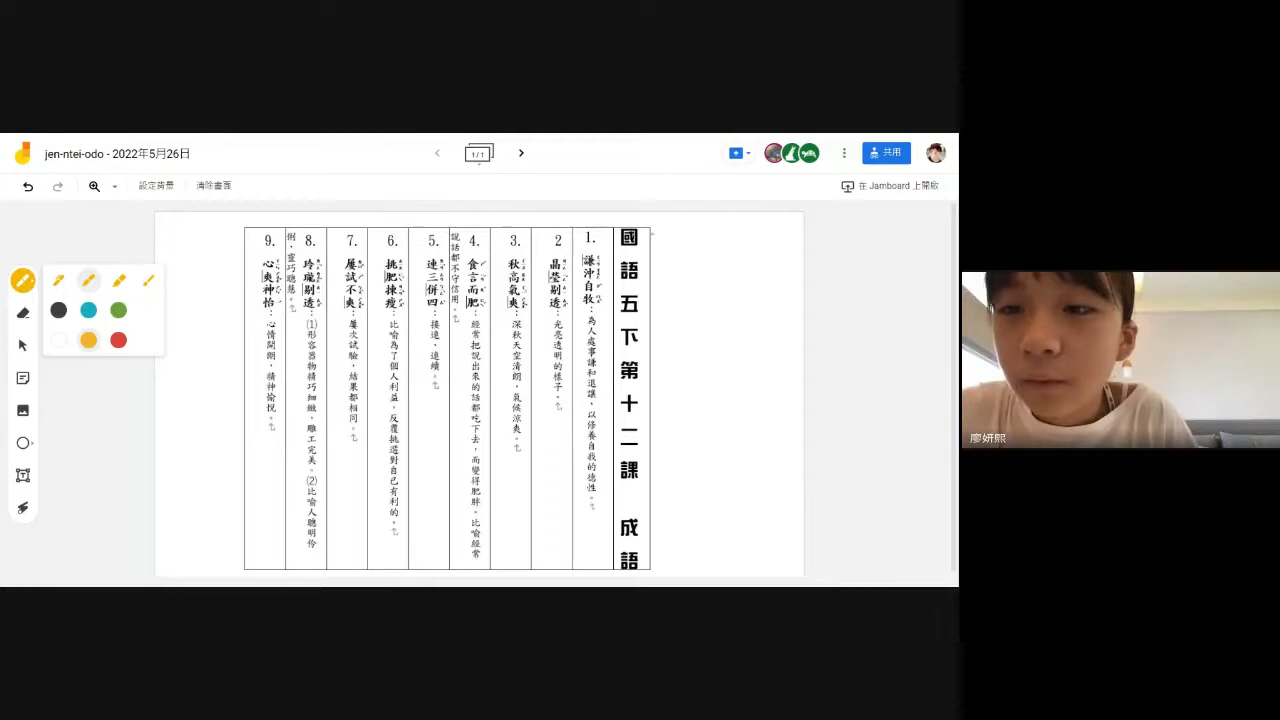 jen-ntei-odo - 2022年5月26日
1/1
共用
設定背景
清除畫面
在 Jamboard 上開啟
國語五下第十二課 成語
1. 謙沖自牧：為人處事謙和退讓，以修養自我的德性。
2 晶瑩剔透：光亮透明的樣子。
3. 秋高氣爽：深秋天空清朗，氣候涼爽。
4. 食言而肥：經常把說出來的話都吃下去，而變得肥胖。比喻經常
說話都不守信用。
5. 連三併四：接連、連續。
6. 挑肥揀瘦：比喻為了個人利益，反覆挑選對自己有利的。
7. 屢試不爽：屢次試驗，結果都相同。
8. 玲瓏剔透：(1)形容器物精巧細緻，雕工完美。(2)比喻人聰明伶
俐，靈巧聰慧。
9. 心爽神怡：心情開朗，精神愉悅。
廖妍熙